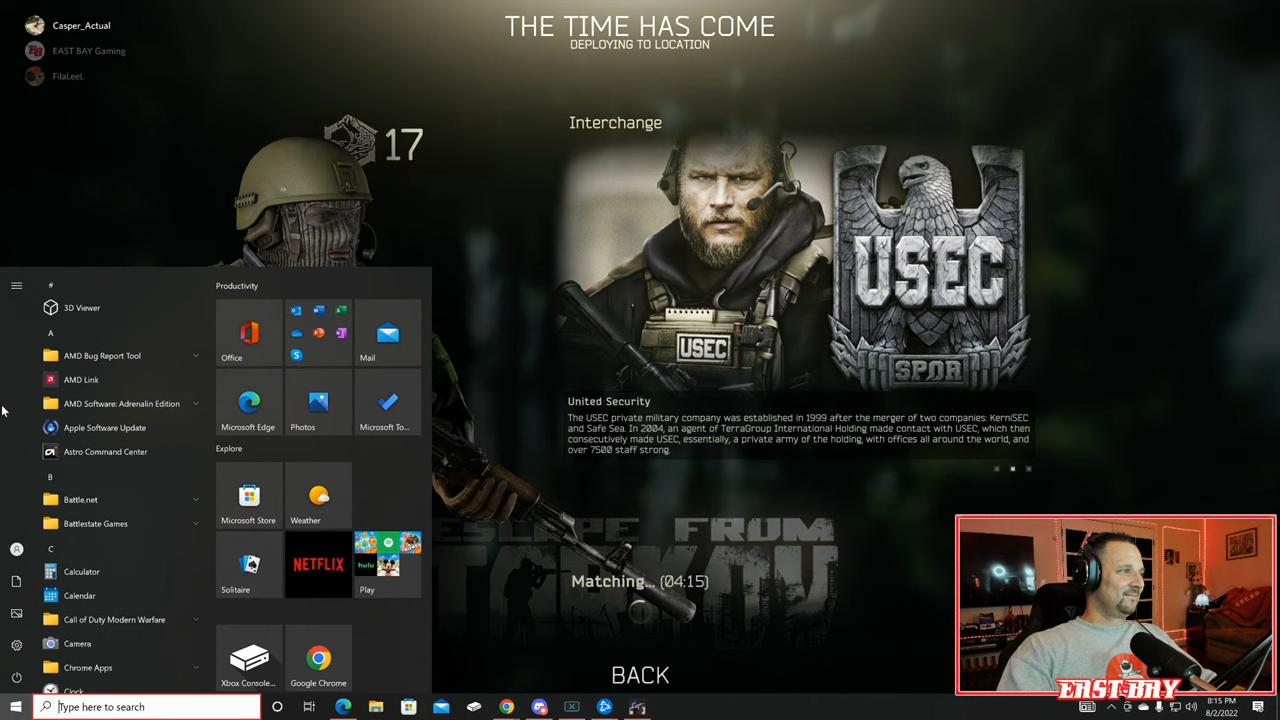 Casper_Actual
EAST BAY Gaming
FilaLeeL
THE TIME HAS COME
DEPLOYING TO LOCATION
17
Interchange
USEC
USEC
SPQR
United Security
The USEC private military company was established in 1999 after the merger of two companies: KerniSEC
and Safe Sea. In 2004, an agent of TerraGroup International Holding made contact with USEC, which then
consecutively made USEC, essentially, a private army of the holding, with offices all around the world, and
over 7500 staff strong.
ESCAPE FROM
TARKOV
Matching... (04:15)
BACK
#
3D Viewer
A
AMD Bug Report Tool
AMD Link
AMD Software: Adrenalin Edition
Apple Software Update
Astro Command Center
B
Battle.net
Battlestate Games
C
Calculator
Calendar
Call of Duty Modern Warfare
Camera
Chrome Apps
Clock
Productivity
Office
Mail
Microsoft Edge
Photos
Microsoft To...
Explore
Microsoft Store
Weather
Solitaire
NETFLIX
hulu
Play
Xbox Console...
Google Chrome
Type here to search
EAST BAY
8:15 PM
8/2/2022